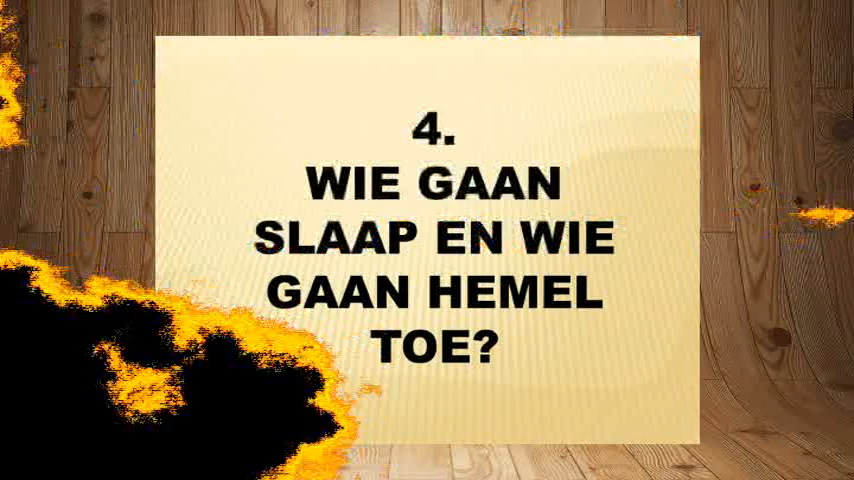 4.
WIE GAAN
SLAAP EN WIE
GAAN HEMEL
TOE?